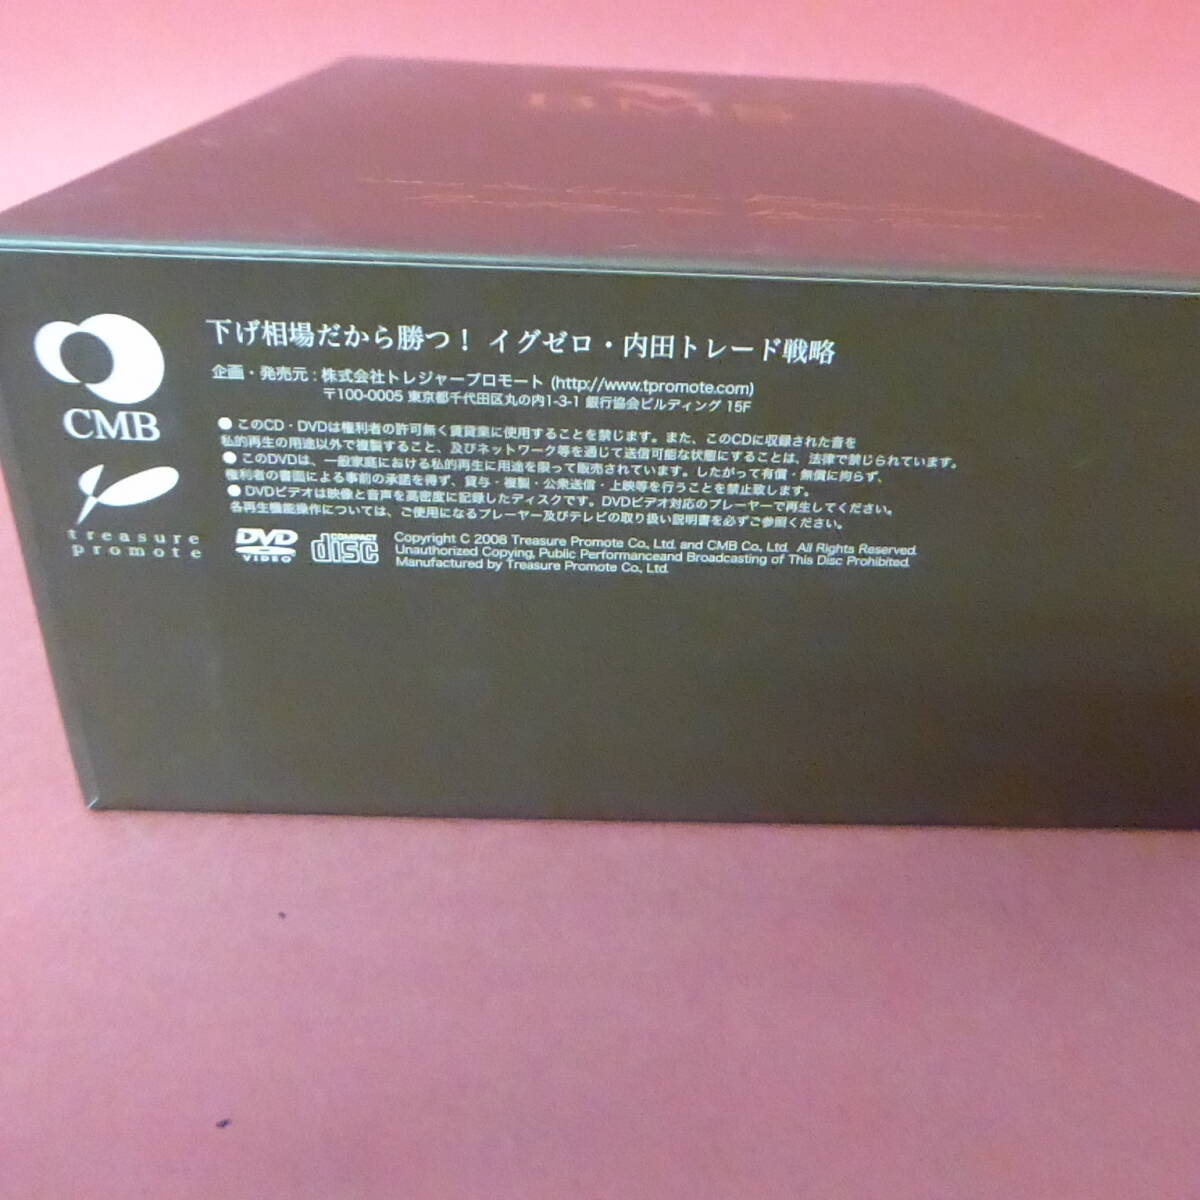 CMB
treasure
promote
下げ相場だから勝つ！ イグゼロ・内田トレード戦略
企画・発売元：株式会社トレジャープロモート (http://www.tpromote.com)
〒100-0005 東京都千代田区丸の内1-3-1 銀行協会ビルディング 15F
●このCD・DVDは権利者の許可無く賃貸業に使用することを禁じます。また、このCDに収録された音を
私的再生の用途以外で複製すること、及びネットワーク等を通じて送信可能な状態にすることは、法律で禁じられています。
●このDVDは、一般家庭における私的再生に用途を限って販売されています。したがって有償・無償に拘らず、
権利者の書面による事前の承諾を得ず、貸与・複製・公衆送信・上映等を行うことを禁止致します。
●DVDビデオは映像と音声を高密度に記録したディスクです。DVDビデオ対応のプレーヤーで再生してください。
各再生機能操作については、ご使用になるプレーヤー及びテレビの取り扱い説明書を必ずご参照ください。
DVD
VIDEO
COMPACT
disc
Copyright C 2008 Treasure Promote Co., Ltd. and CMB Co., Ltd. All Rights Reserved.
Unauthorized Copying, Public Performanceand Broadcasting of This Disc Prohibited.
Manufactured by Treasure Promote Co., Ltd.